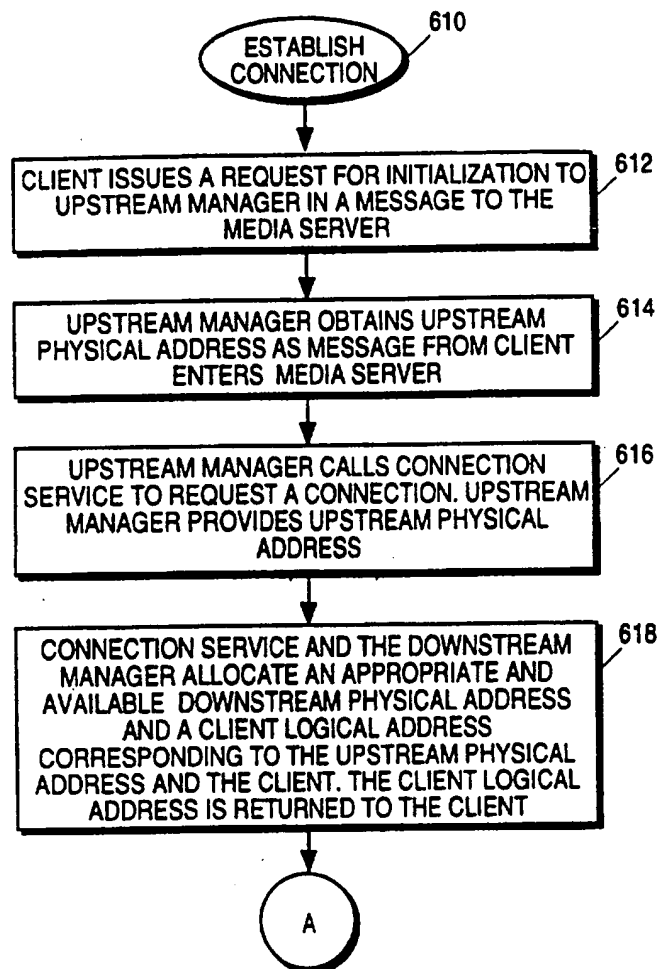 ESTABLISH
CONNECTION
610
CLIENT ISSUES A REQUEST FOR INITIALIZATION TO
UPSTREAM MANAGER IN A MESSAGE TO THE
MEDIA SERVER
612
UPSTREAM MANAGER OBTAINS UPSTREAM
PHYSICAL ADDRESS AS MESSAGE FROM CLIENT
ENTERS MEDIA SERVER
614
UPSTREAM MANAGER CALLS CONNECTION
SERVICE TO REQUEST A CONNECTION. UPSTREAM
MANAGER PROVIDES UPSTREAM PHYSICAL
ADDRESS
616
CONNECTION SERVICE AND THE DOWNSTREAM
MANAGER ALLOCATE AN APPROPRIATE AND
AVAILABLE DOWNSTREAM PHYSICAL ADDRESS
AND A CLIENT LOGICAL ADDRESS
CORRESPONDING TO THE UPSTREAM PHYSICAL
ADDRESS AND THE CLIENT. THE CLIENT LOGICAL
ADDRESS IS RETURNED TO THE CLIENT
618
A